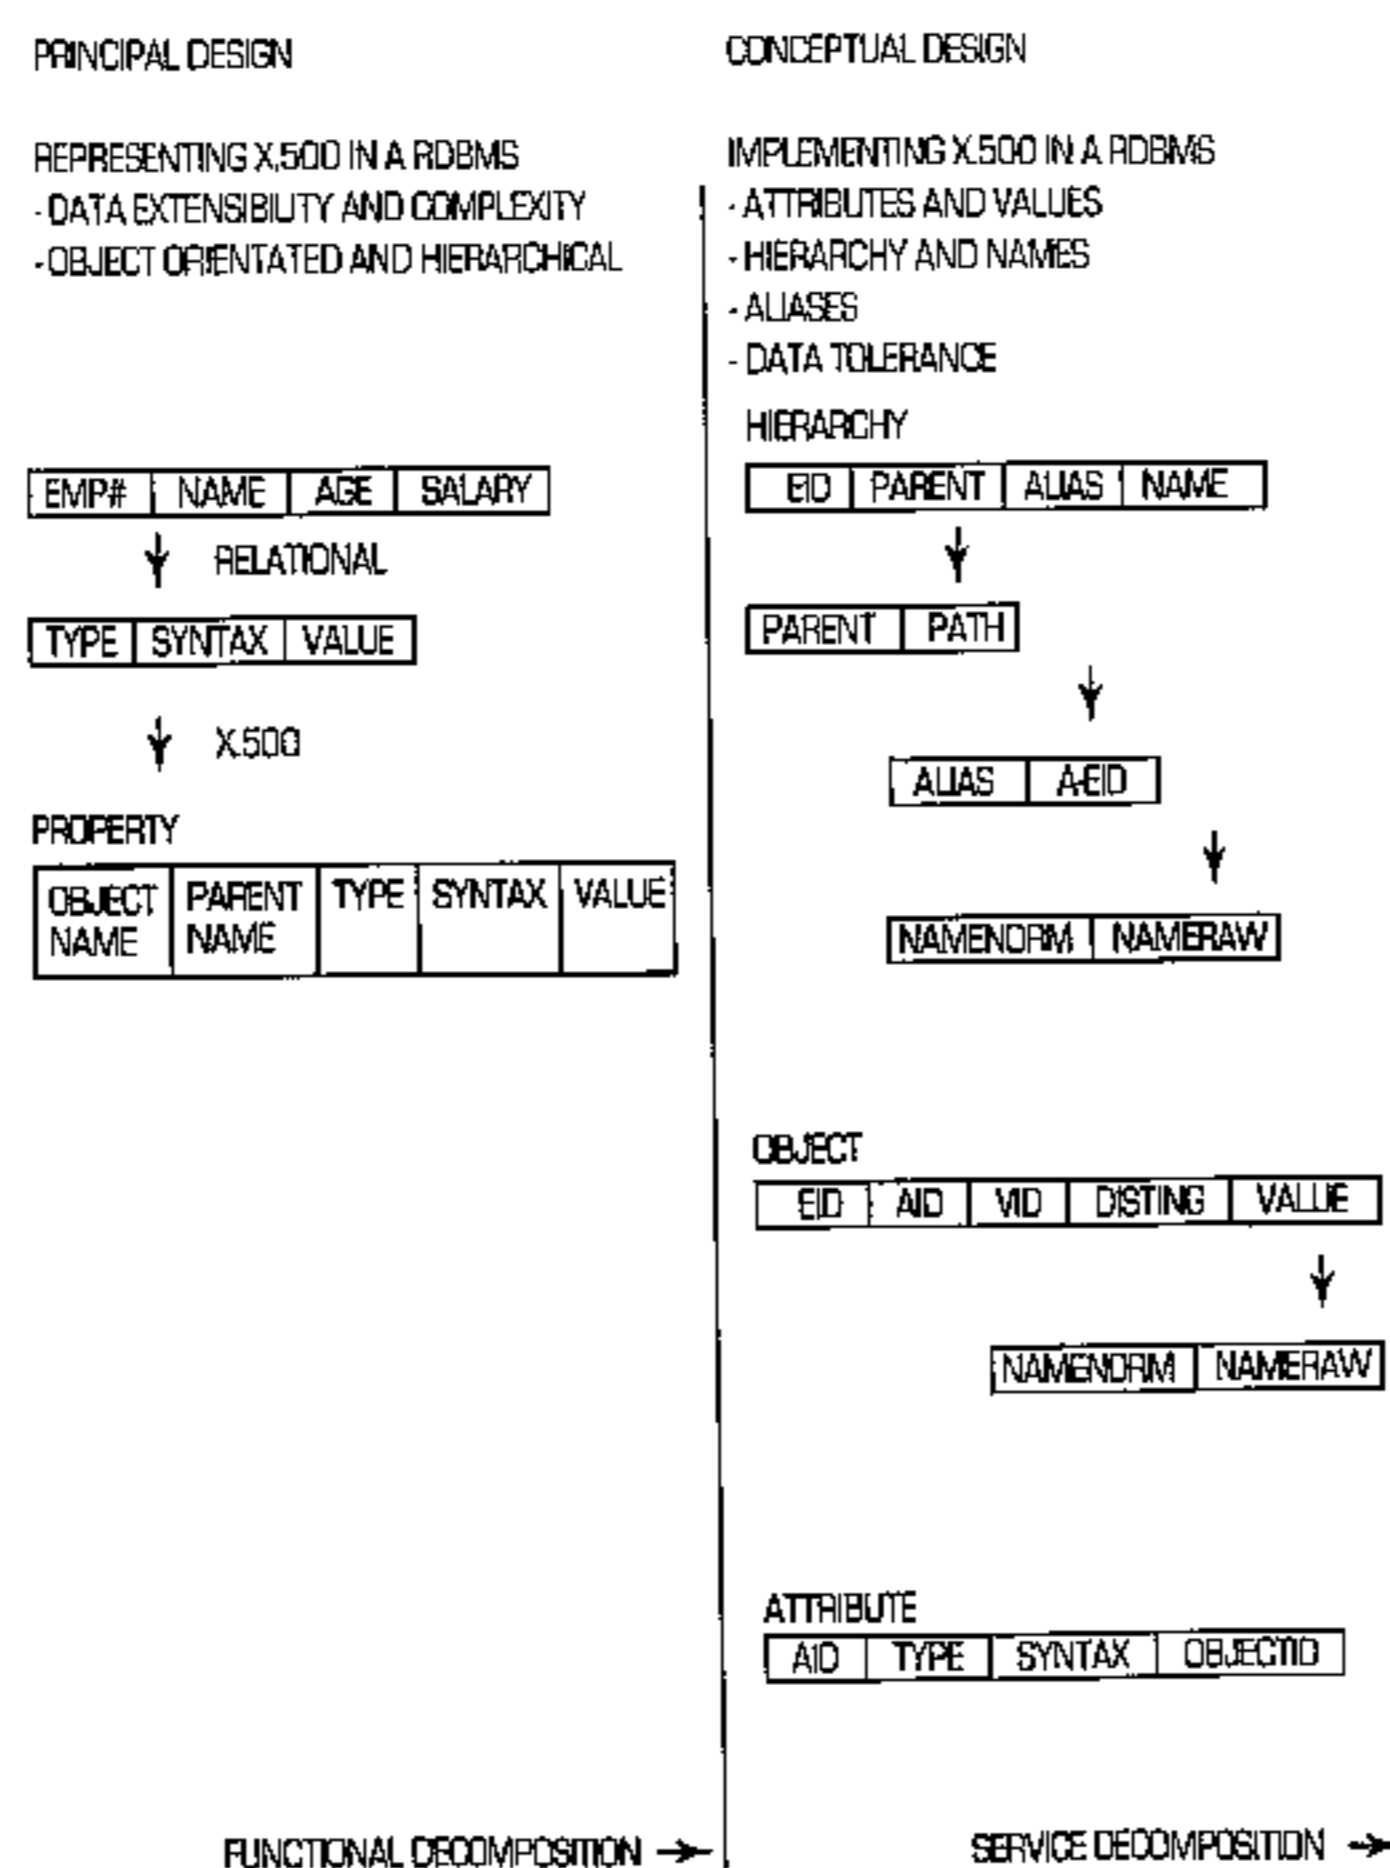 PRINCIPAL DESIGN
REPRESENTING X.500 IN A RDBMS
- DATA EXTENSIBILITY AND COMPLEXITY
- OBJECT ORIENTATED AND HIERARCHICAL
EMP# NAME AGE SALARY
RELATIONAL
TYPE SYNTAX VALUE
X.500
PROPERTY
OBJECT NAME PARENT NAME TYPE SYNTAX VALUE
FUNCTIONAL DECOMPOSITION →
CONCEPTUAL DESIGN
IMPLEMENTING X.500 IN A RDBMS
- ATTRIBUTES AND VALUES
- HIERARCHY AND NAMES
- ALIASES
- DATA TOLERANCE
HIERARCHY
EID PARENT ALIAS NAME
PARENT PATH
ALIAS A-EID
NAMENORM NAMERAW
OBJECT
EID AID VID DISTING VALUE
NAMENORM NAMERAW
ATTRIBUTE
AID TYPE SYNTAX OBJECTID
SERVICE DECOMPOSITION →